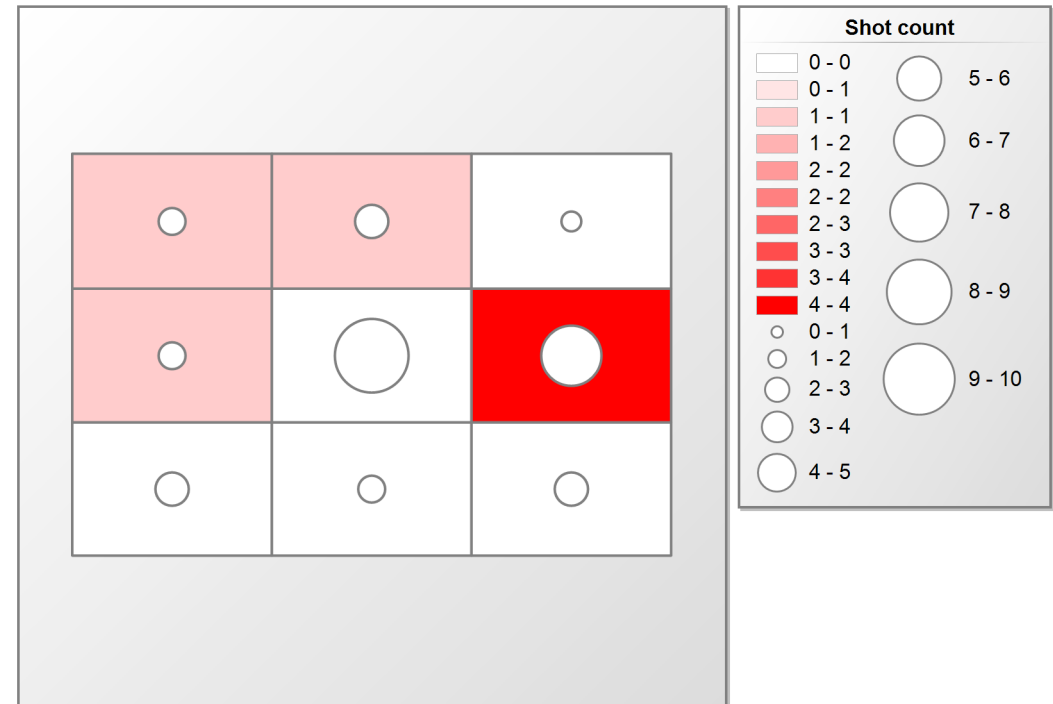 Shot count
0 - 0
0 - 1
1 - 1
1 - 2
2 - 2
2 - 2
2 - 3
3 - 3
3 - 4
4 - 4
0 - 1
1 - 2
2 - 3
3 - 4
4 - 5
5 - 6
6 - 7
7 - 8
8 - 9
9 - 10